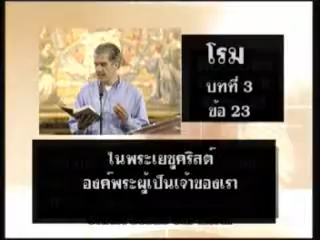 โรม
บทที่ 3
ข้อ 23
ในพระเยซูคริสต์
องค์พระผู้เป็นเจ้าของเรา